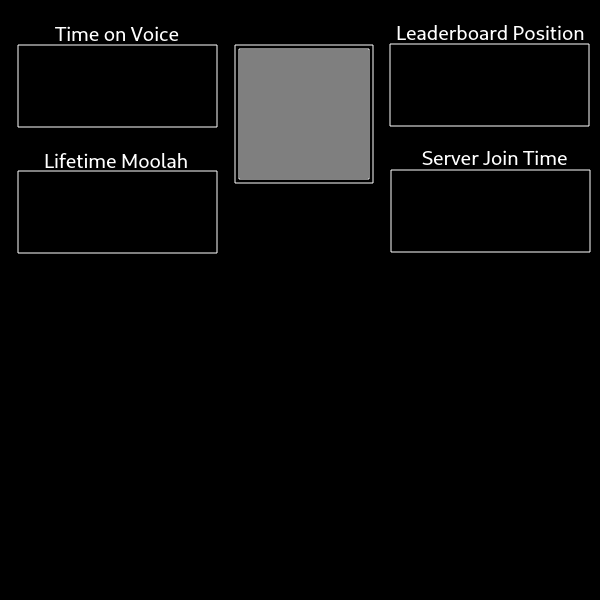 Time on Voice
Leaderboard Position
Lifetime Moolah
Server Join Time